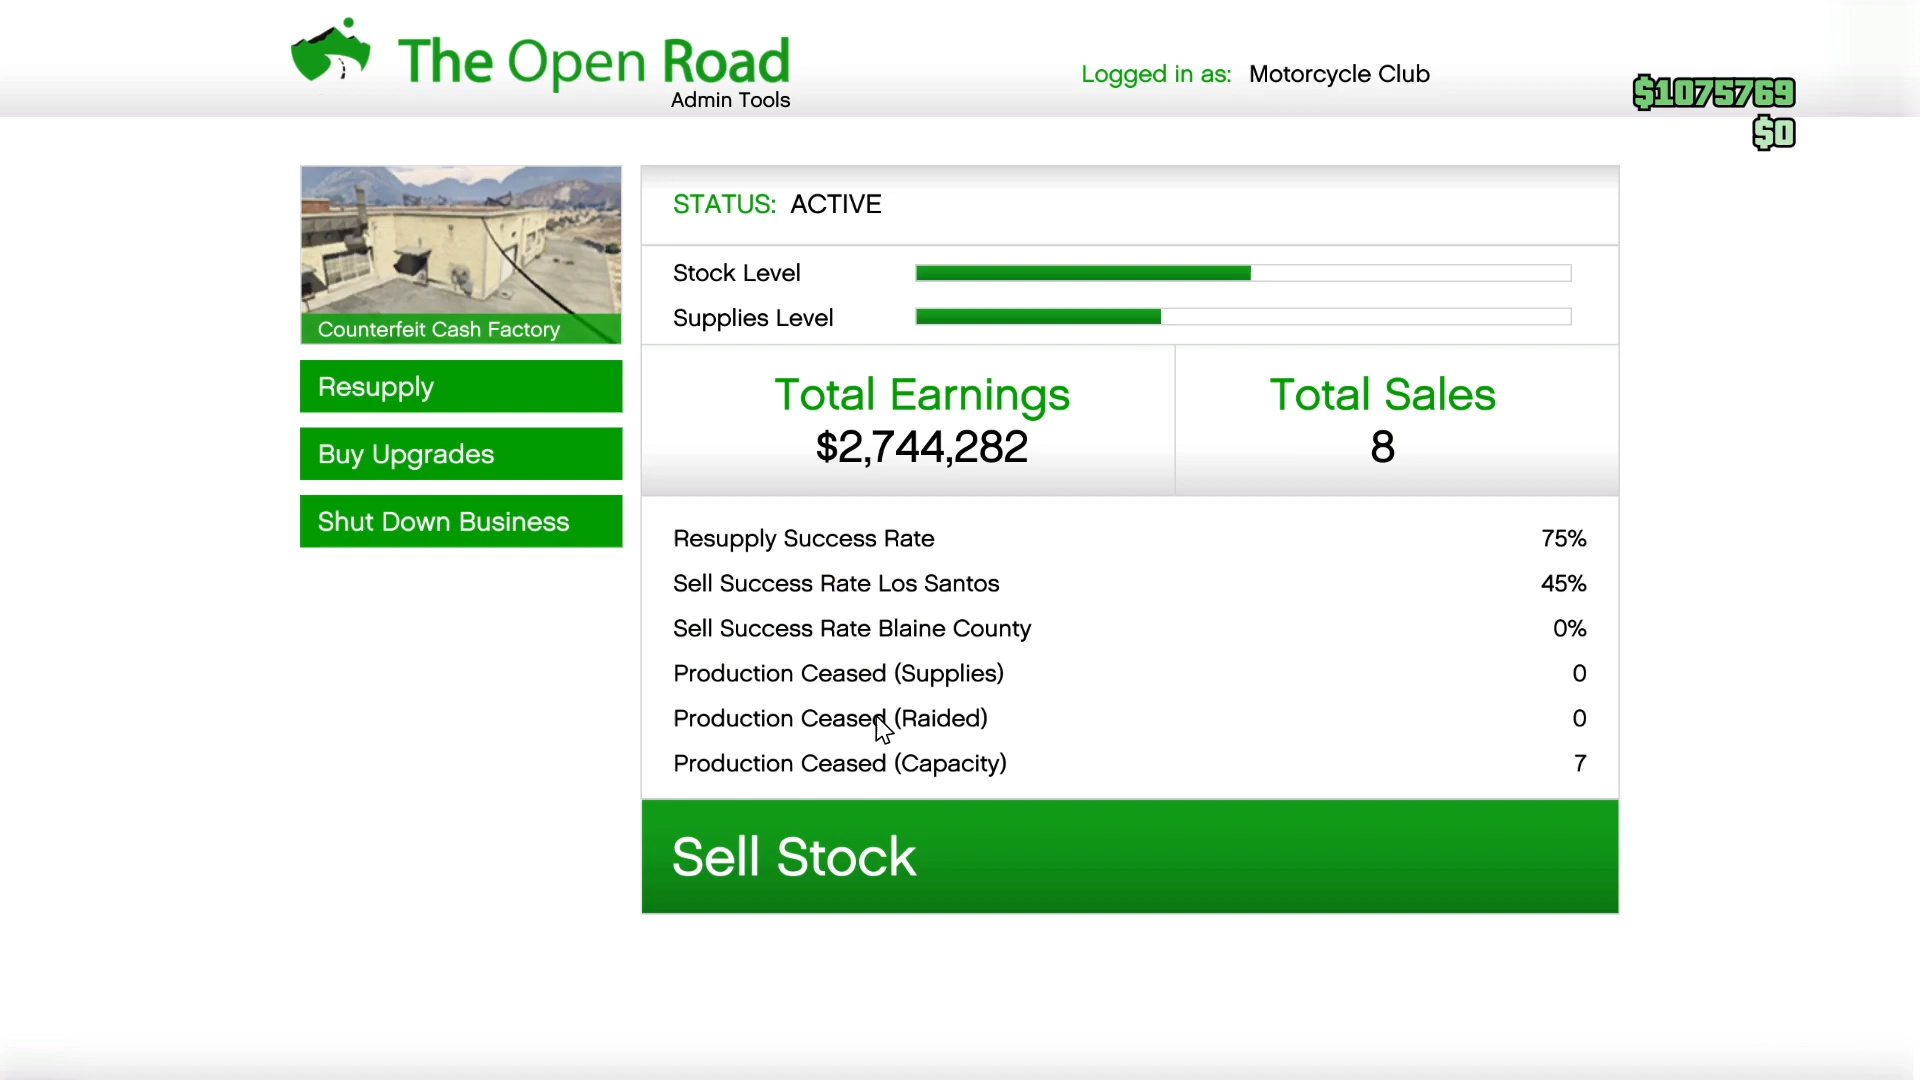 The Open Road
Admin Tools
Logged in as: Motorcycle Club
$1075769
$0
Counterfeit Cash Factory
Resupply
Buy Upgrades
Shut Down Business
STATUS: ACTIVE
Stock Level
Supplies Level
Total Earnings
$2,744,282
Total Sales
8
Resupply Success Rate 75%
Sell Success Rate Los Santos 45%
Sell Success Rate Blaine County 0%
Production Ceased (Supplies) 0
Production Ceased (Raided) 0
Production Ceased (Capacity) 7
Sell Stock